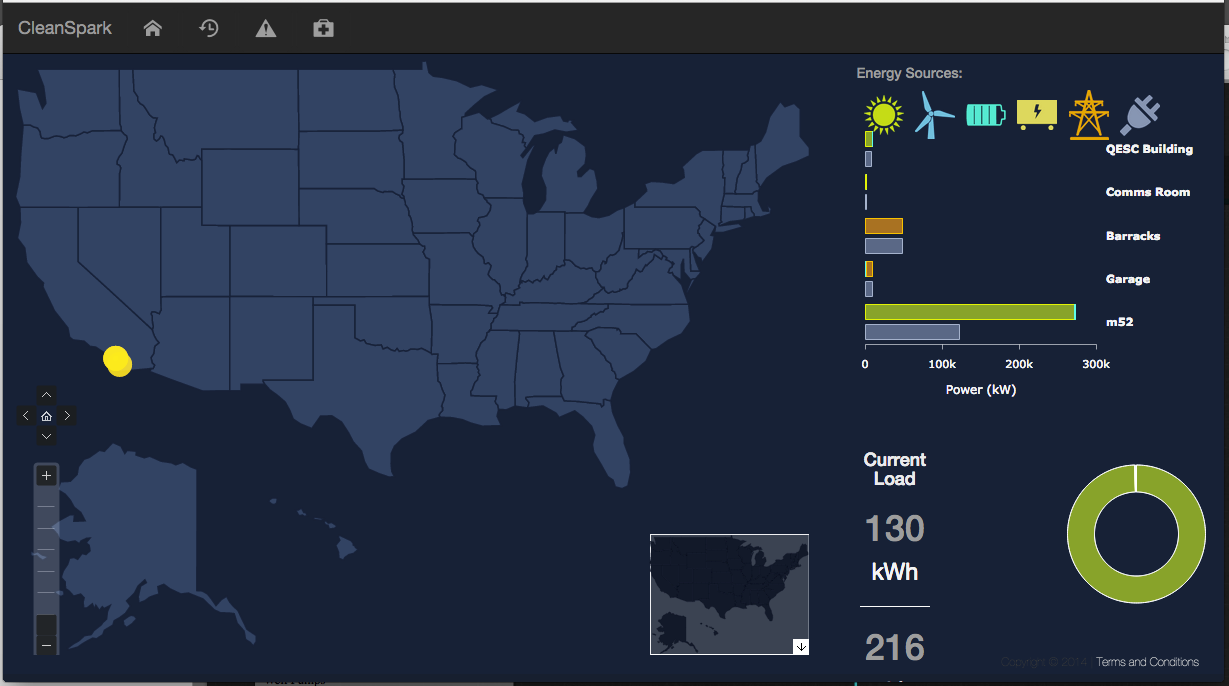 CleanSpark
Energy Sources:
QESC Building
Comms Room
Barracks
Garage
m52
0 100k 200k 300k
Power (kW)
Current
Load
130
kWh
216
Copyright © 2014 | Terms and Conditions